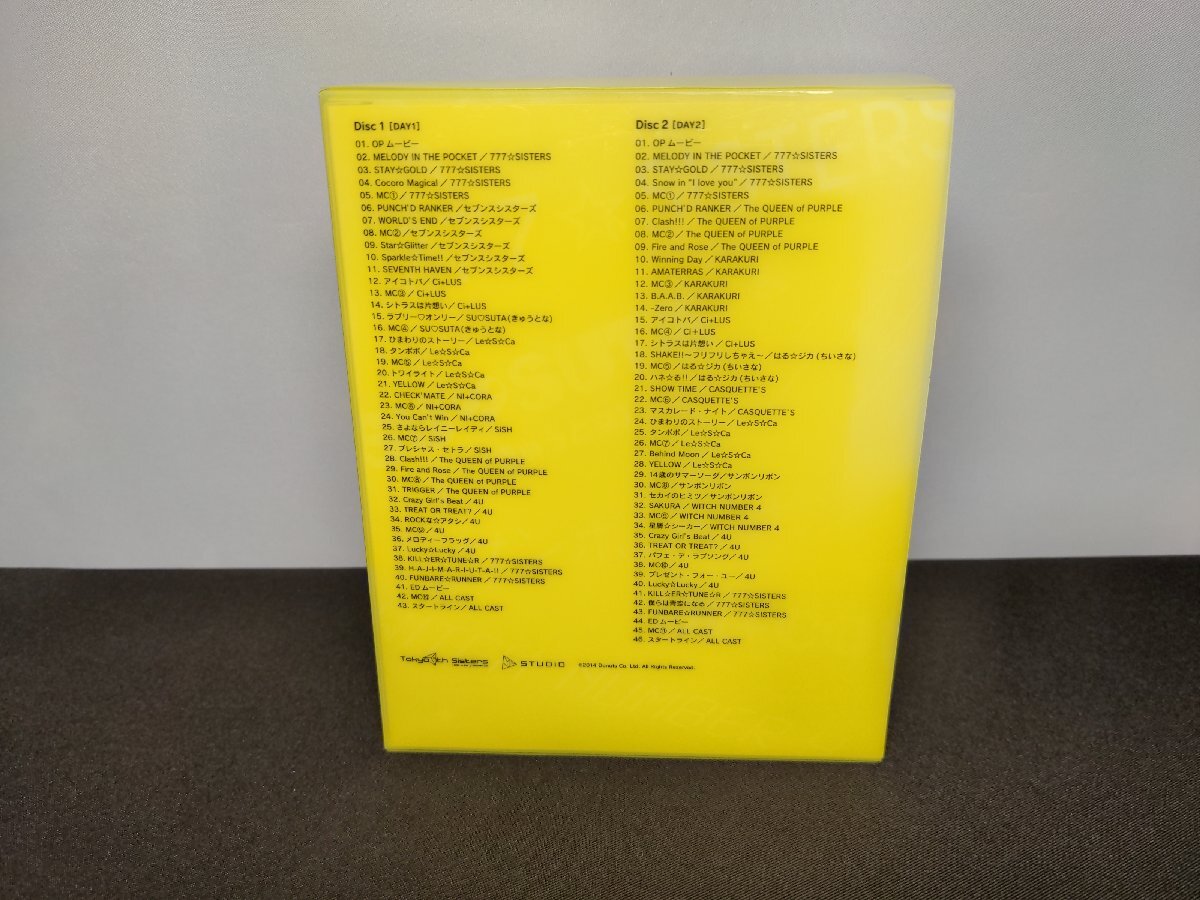 Disc 1 [DAY1]
01. OP ムービー
02. MELODY IN THE POCKET／777☆SISTERS
03. STAY☆GOLD／777☆SISTERS
04. Cocoro Magical／777☆SISTERS
05. MC①／777☆SISTERS
06. PUNCH'D RANKER／セブンスシスターズ
07. WORLD'S END／セブンスシスターズ
08. MC②／セブンスシスターズ
09. Star☆Glitter／セブンスシスターズ
10. Sparkle☆Time!!／セブンスシスターズ
11. SEVENTH HAVEN／セブンスシスターズ
12. アイコトバ／Ci+LUS
13. MC③／Ci+LUS
14. シトラスは片想い／Ci+LUS
15. ラブリー♡オンリー／SU♡SUTA(きゅうとな)
16. MC④／SU♡SUTA(きゅうとな)
17. ひまわりのストーリー／Le☆S☆Ca
18. タンポポ／Le☆S☆Ca
19. MC⑤／Le☆S☆Ca
20. トワイライト／Le☆S☆Ca
21. YELLOW／Le☆S☆Ca
22. CHECK'MATE／NI+CORA
23. MC⑥／NI+CORA
24. You Can't Win／NI+CORA
25. さよならレイニーレイディ／SiSH
26. MC⑦／SiSH
27. プレシャス・セトラ／SiSH
28. Clash!!!／The QUEEN of PURPLE
29. Fire and Rose／The QUEEN of PURPLE
30. MC⑧／The QUEEN of PURPLE
31. TRIGGER／The QUEEN of PURPLE
32. Crazy Girl's Beat／4U
33. TREAT OR TREAT?／4U
34. ROCKな☆アタシ／4U
35. MC⑨／4U
36. メロディーフラッグ／4U
37. Lucky☆Lucky／4U
38. KILL☆ER☆TUNE☆R／777☆SISTERS
39. H-A-J-I-M-A-R-I-U-T-A-!!／777☆SISTERS
40. FUNBARE☆RUNNER／777☆SISTERS
41. ED ムービー
42. MC⑩／ALL CAST
43. スタートライン／ALL CAST
Disc 2 [DAY2]
01. OP ムービー
02. MELODY IN THE POCKET／777☆SISTERS
03. STAY☆GOLD／777☆SISTERS
04. Snow in "I love you"／777☆SISTERS
05. MC①／777☆SISTERS
06. PUNCH'D RANKER／The QUEEN of PURPLE
07. Clash!!!／The QUEEN of PURPLE
08. MC②／The QUEEN of PURPLE
09. Fire and Rose／The QUEEN of PURPLE
10. Winning Day／KARAKURI
11. AMATERRAS／KARAKURI
12. MC③／KARAKURI
13. B.A.A.B.／KARAKURI
14. -Zero／KARAKURI
15. アイコトバ／Ci+LUS
16. MC④／Ci+LUS
17. シトラスは片想い／Ci+LUS
18. SHAKE!!～フリフリしちゃえ～／はる☆ジカ(ちいさな)
19. MC⑤／はる☆ジカ(ちいさな)
20. ハネ☆る!!／はる☆ジカ(ちいさな)
21. SHOW TIME／CASQUETTE'S
22. MC⑥／CASQUETTE'S
23. マスカレード・ナイト／CASQUETTE'S
24. ひまわりのストーリー／Le☆S☆Ca
25. タンポポ／Le☆S☆Ca
26. MC⑦／Le☆S☆Ca
27. Behind Moon／Le☆S☆Ca
28. YELLOW／Le☆S☆Ca
29. 14歳のサマーソーダ／サンボンリボン
30. MC⑧／サンボンリボン
31. セカイのヒミツ／サンボンリボン
32. SAKURA／WITCH NUMBER 4
33. MC⑨／WITCH NUMBER 4
34. 星屑☆シーカー／WITCH NUMBER 4
35. Crazy Girl's Beat／4U
36. TREAT OR TREAT?／4U
37. パフェ・デ・ラブソング／4U
38. MC⑩／4U
39. プレゼント・フォー・ユー／4U
40. Lucky☆Lucky／4U
41. KILL☆ER☆TUNE☆R／777☆SISTERS
42. 僕らは青空になる／777☆SISTERS
43. FUNBARE☆RUNNER／777☆SISTERS
44. ED ムービー
45. MC⑪／ALL CAST
46. スタートライン／ALL CAST
Tokyo 7th Sisters
STUDIO
©2014 Donuts Co. Ltd. All Rights Reserved.